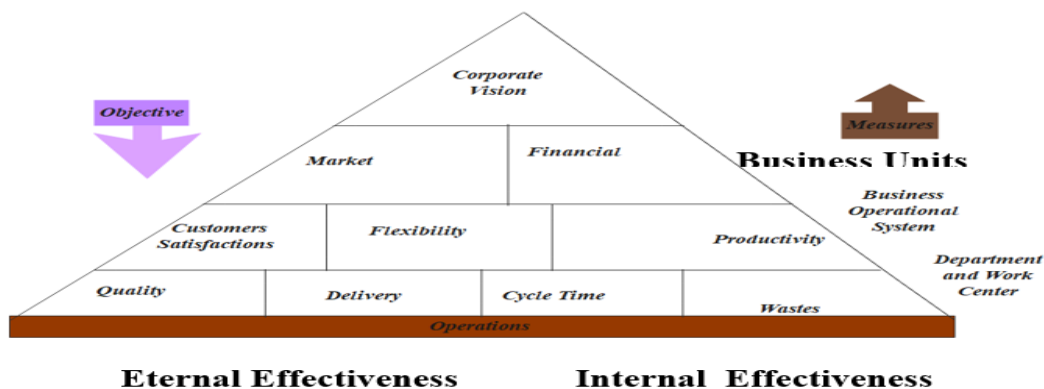 Corporate
Vision
Objective
Measures
Market
Financial
Business Units
Business
Operational
System
Customers
Satisfactions
Flexibility
Productivity
Department
and Work
Center
Quality
Delivery
Cycle Time
Wastes
Operations
Eternal Effectiveness
Internal Effectiveness